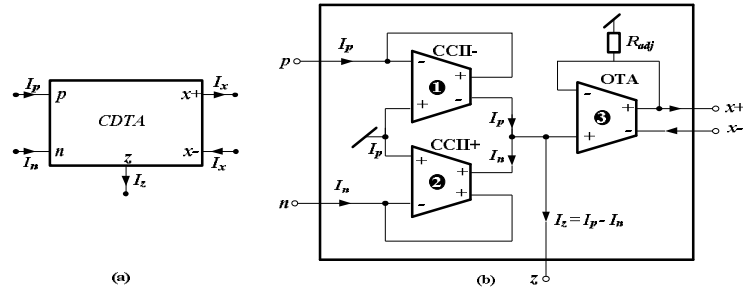 Ip p x+ Ix
CDTA
In n z x- Ix
Iz
(a)
p Ip - CCII- + 1 + -
Ip
Ip
In
CCII+
n In + 2 + - +
Radj
OTA
- 3 + + -
x+
x-
Iz = Ip - In
z
(b)